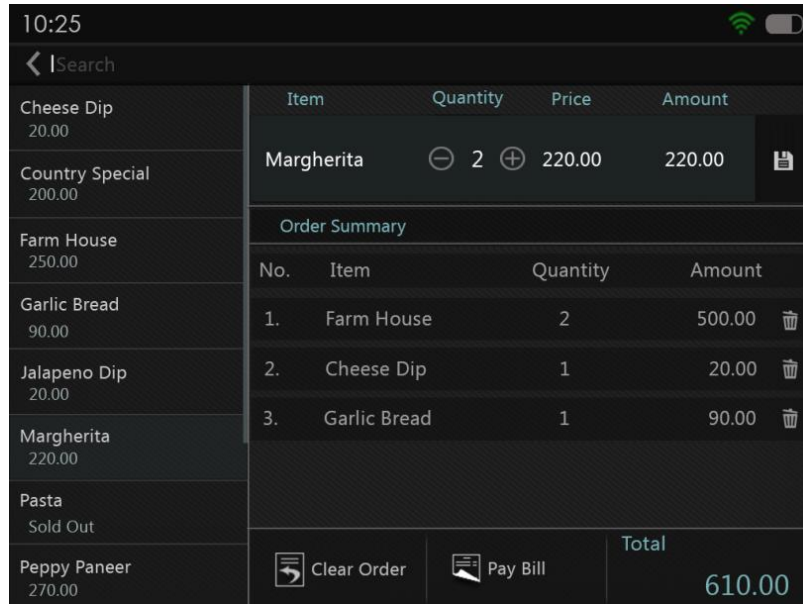 10:25
Search
Cheese Dip
20.00
Country Special
200.00
Farm House
250.00
Garlic Bread
90.00
Jalapeno Dip
20.00
Margherita
220.00
Pasta
Sold Out
Peppy Paneer
270.00
Item Quantity Price Amount
Margherita 2 220.00 220.00
Order Summary
No. Item Quantity Amount
1. Farm House 2 500.00
2. Cheese Dip 1 20.00
3. Garlic Bread 1 90.00
Clear Order Pay Bill
Total
610.00